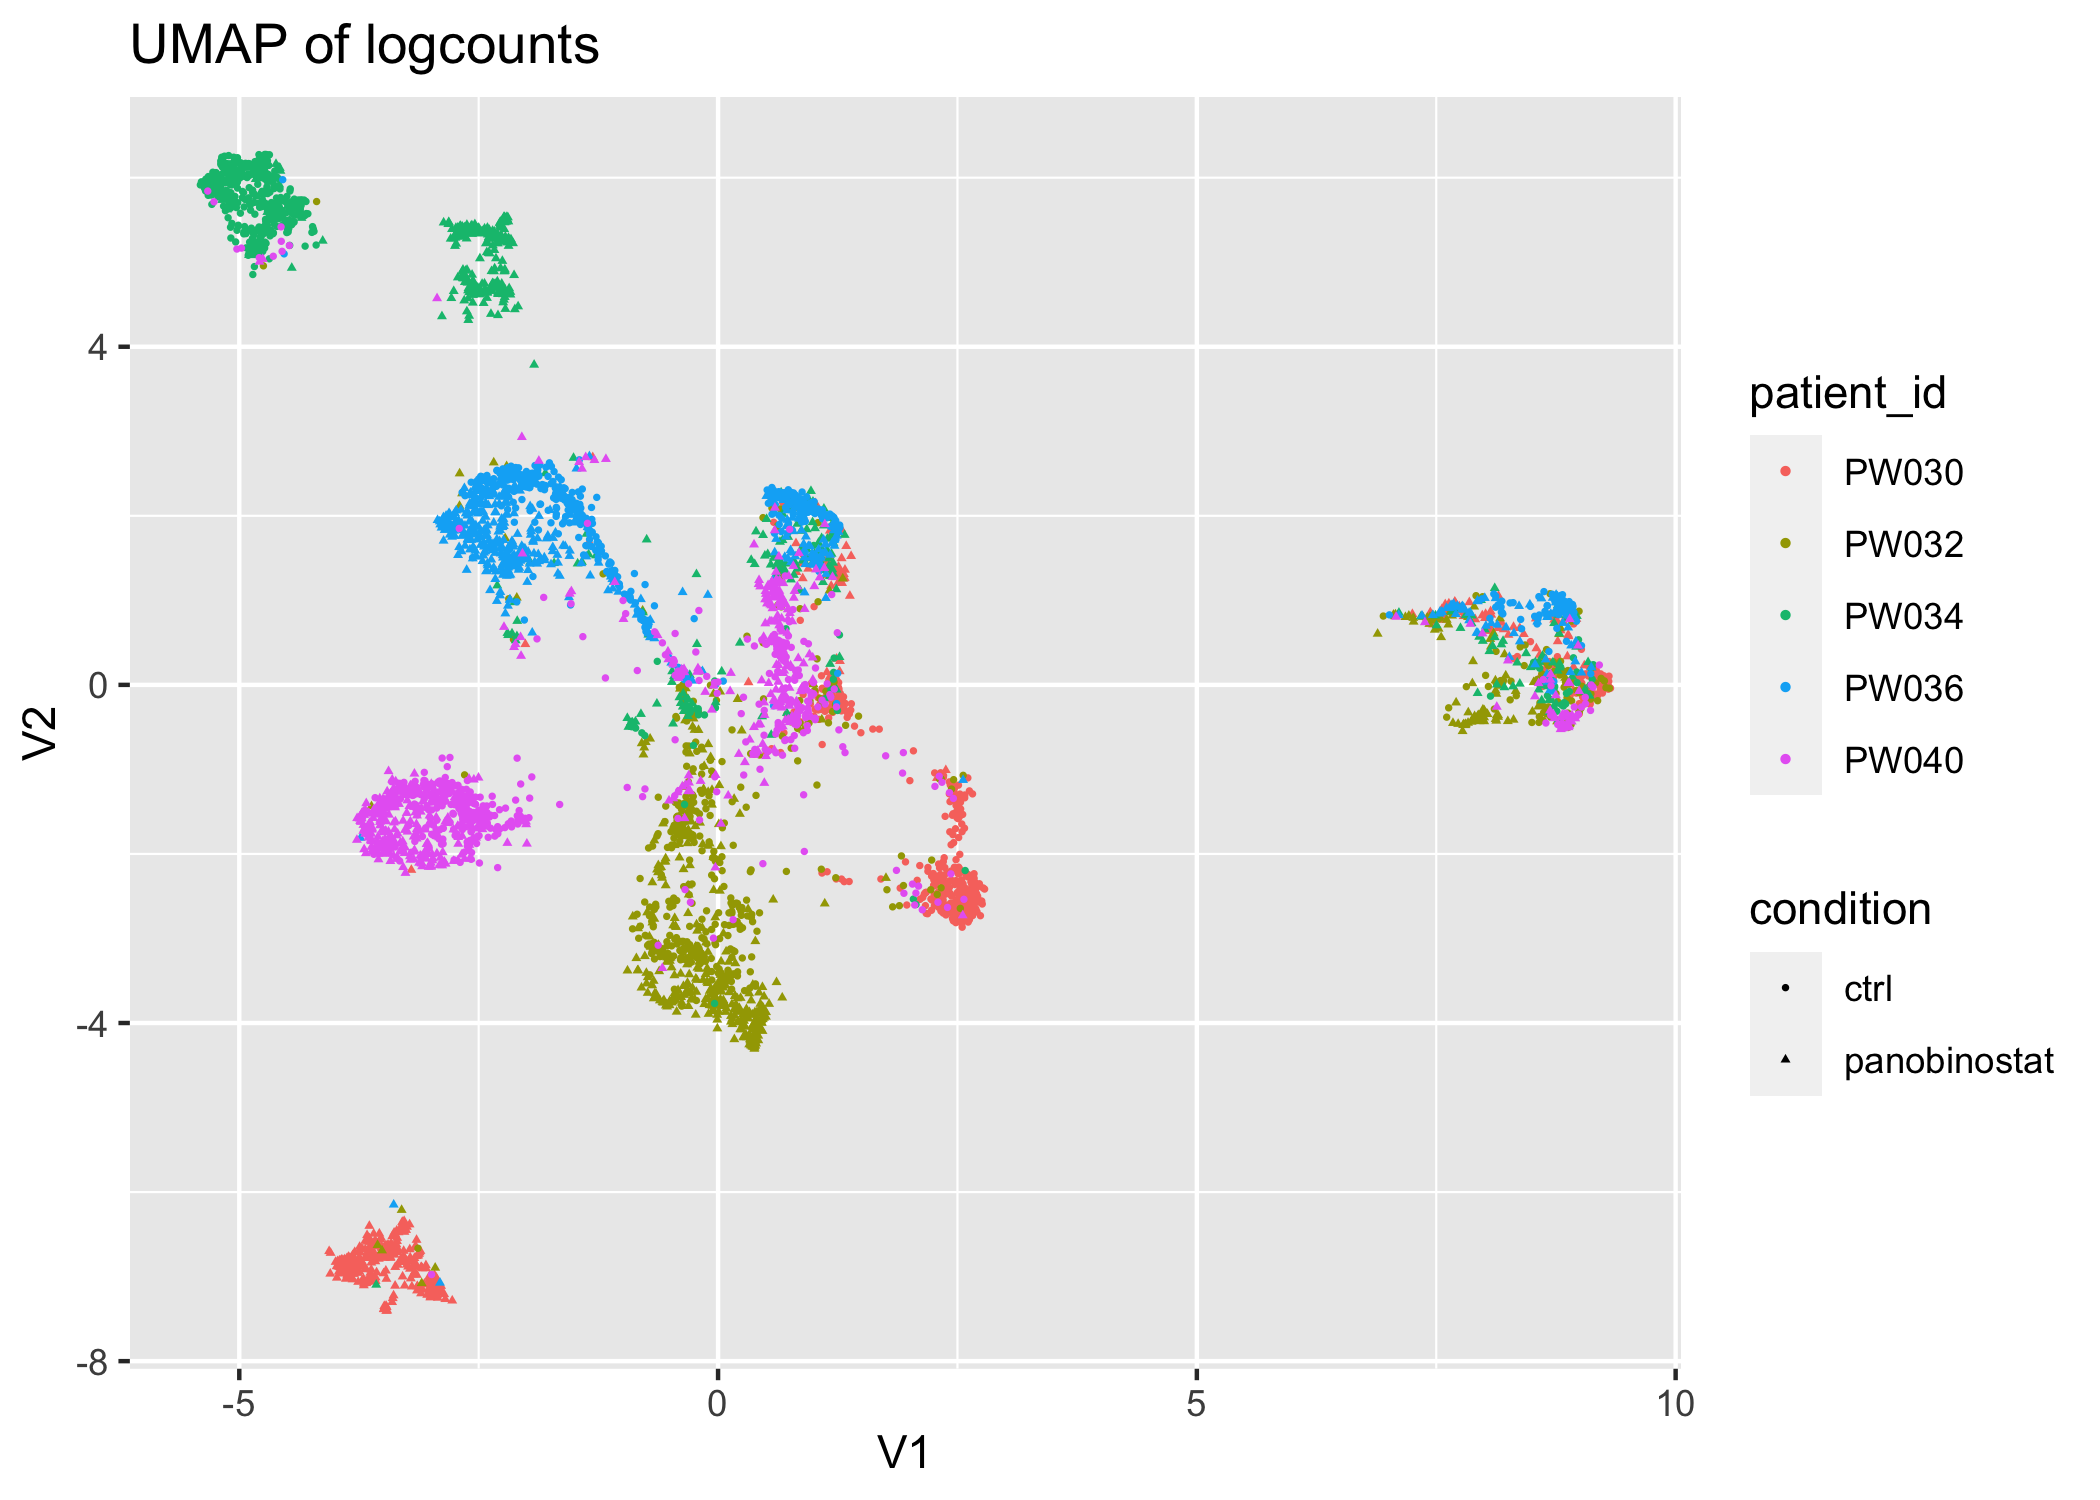 UMAP of logcounts
4
0
-4
-8
V2
-5
0
5
10
V1
patient_id
PW030
PW032
PW034
PW036
PW040
condition
ctrl
panobinostat